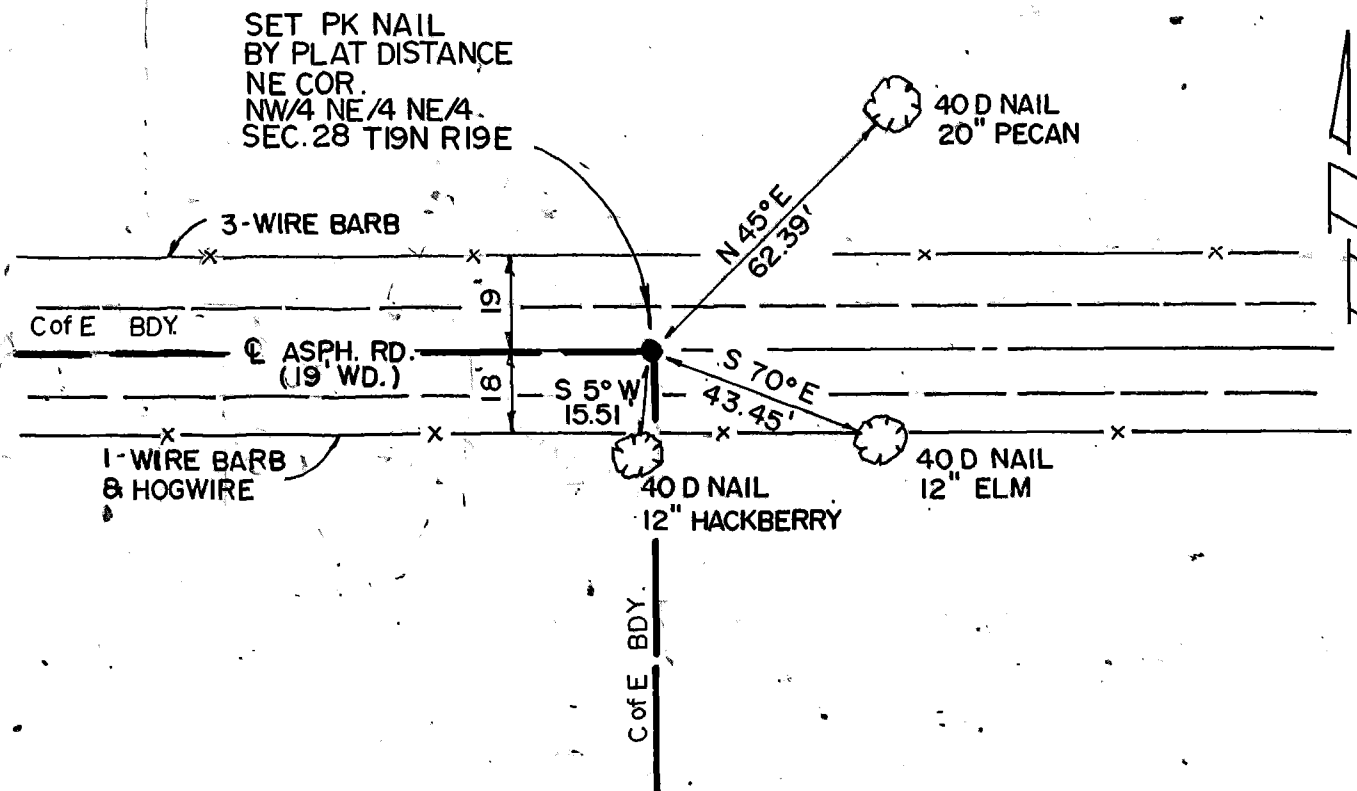 SET PK NAIL
BY PLAT DISTANCE
NE COR.
NW/4 NE/4 NE/4.
SEC. 28 T19N R19E
40 D NAIL
20" PECAN
3-WIRE BARB
N 45° E
62.39'
19'
C of E BDY.
℄ ASPH. RD.
(19' WD.)
18'
S 5° W
15.51'
S 70° E
43.45'
1-WIRE BARB
& HOGWIRE
40 D NAIL
12" HACKBERRY
40 D NAIL
12" ELM
C of E BDY.